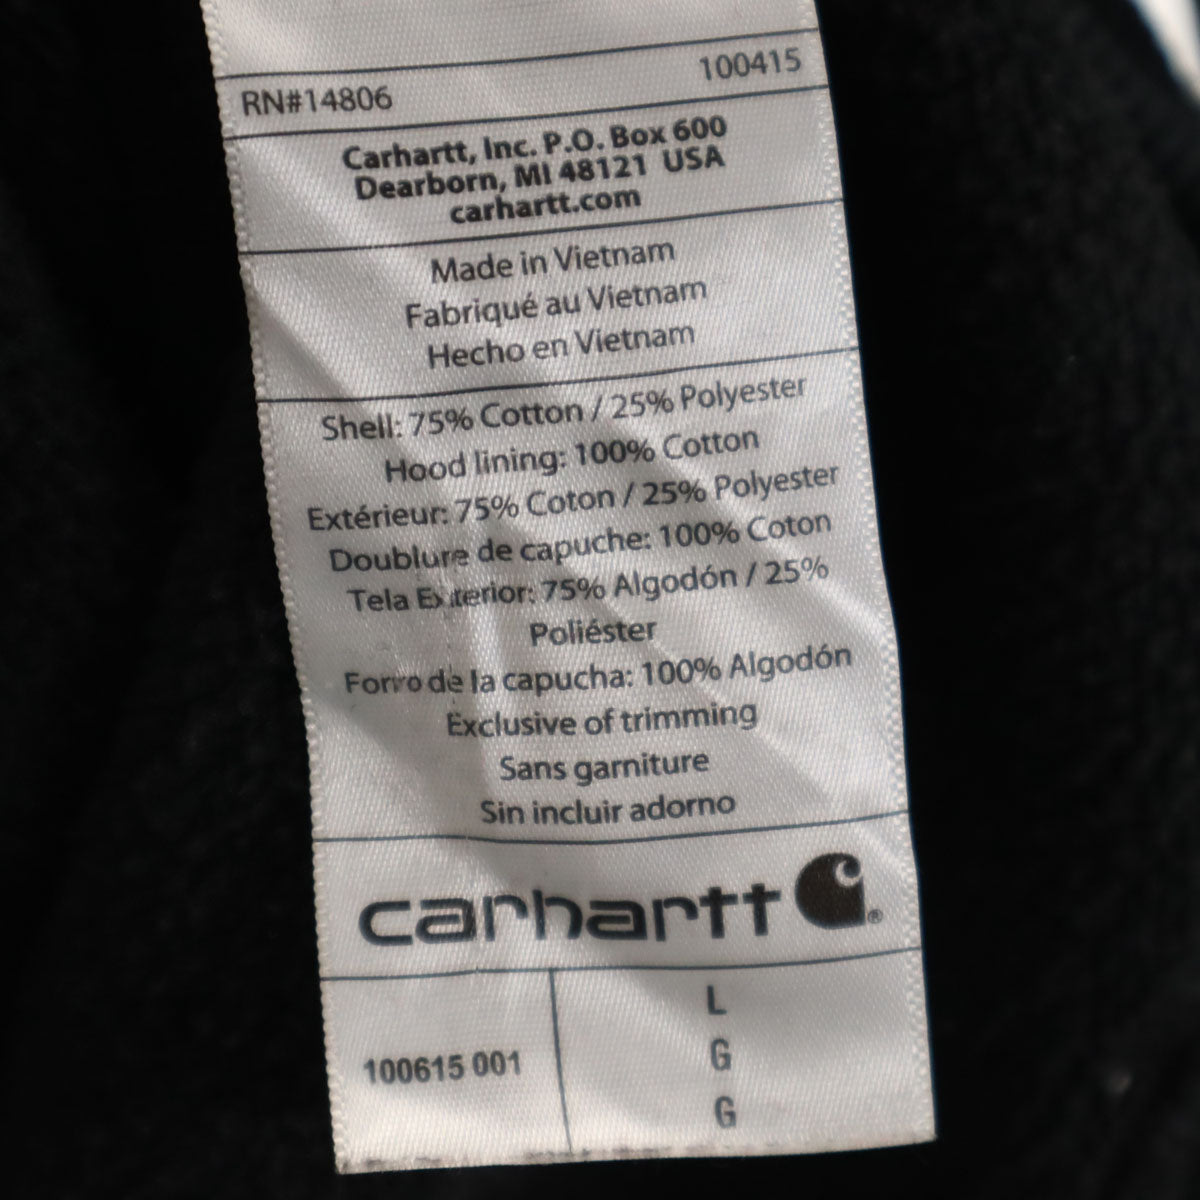 RN#14806 100415
Carhartt, Inc. P.O. Box 600
Dearborn, MI 48121 USA
carhartt.com
Made in Vietnam
Fabriqué au Vietnam
Hecho en Vietnam
Shell: 75% Cotton / 25% Polyester
Hood lining: 100% Cotton
Extérieur: 75% Coton / 25% Polyester
Doublure de capuche: 100% Coton
Tela Exterior: 75% Algodón / 25%
Poliéster
Forro de la capucha: 100% Algodón
Exclusive of trimming
Sans garniture
Sin incluir adorno
carhartt ®
100615 001
L
G
G